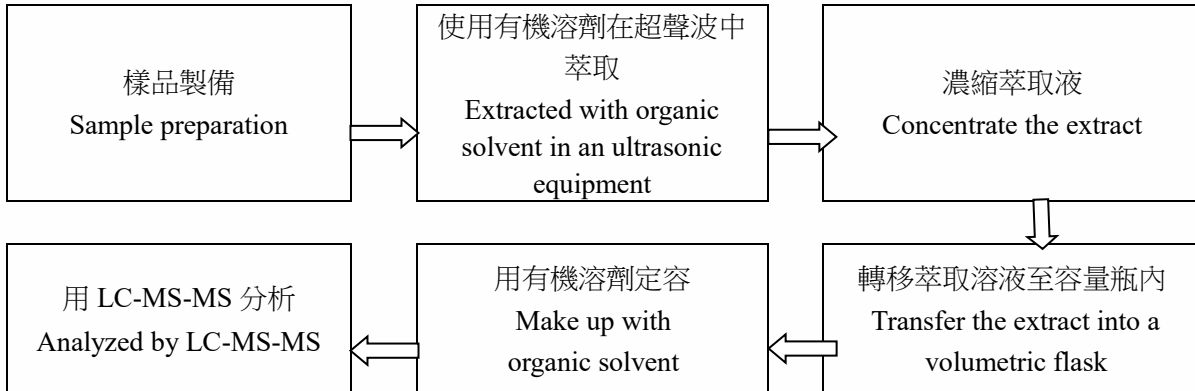 樣品製備
Sample preparation
使用有機溶劑在超聲波中
萃取
Extracted with organic
solvent in an ultrasonic
equipment
濃縮萃取液
Concentrate the extract
轉移萃取溶液至容量瓶內
Transfer the extract into a
volumetric flask
用有機溶劑定容
Make up with
organic solvent
用 LC-MS-MS 分析
Analyzed by LC-MS-MS